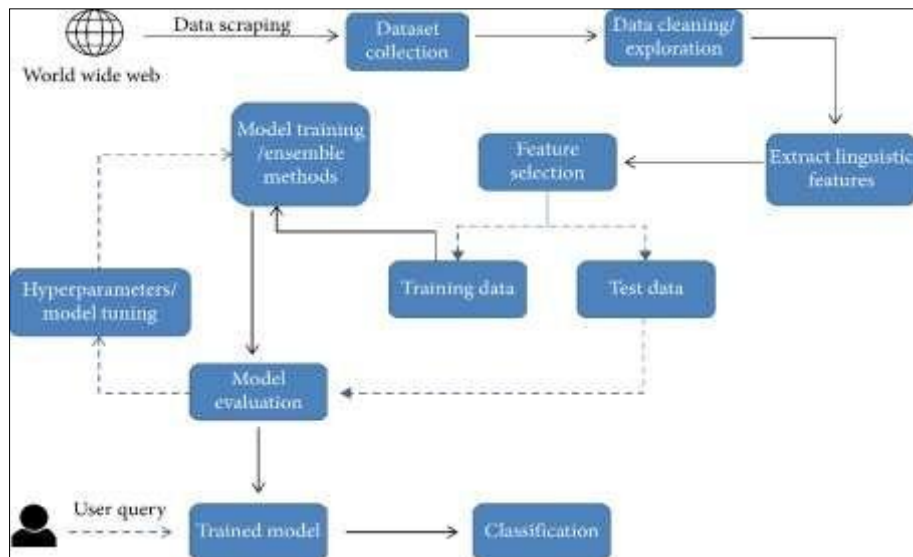 Data scraping
World wide web
Dataset
collection
Data cleaning/
exploration
Model training
/ensemble
methods
Feature
selection
Extract linguistic
features
Hyperparameters/
model tuning
Training data
Test data
Model
evaluation
User query
Trained model
Classification